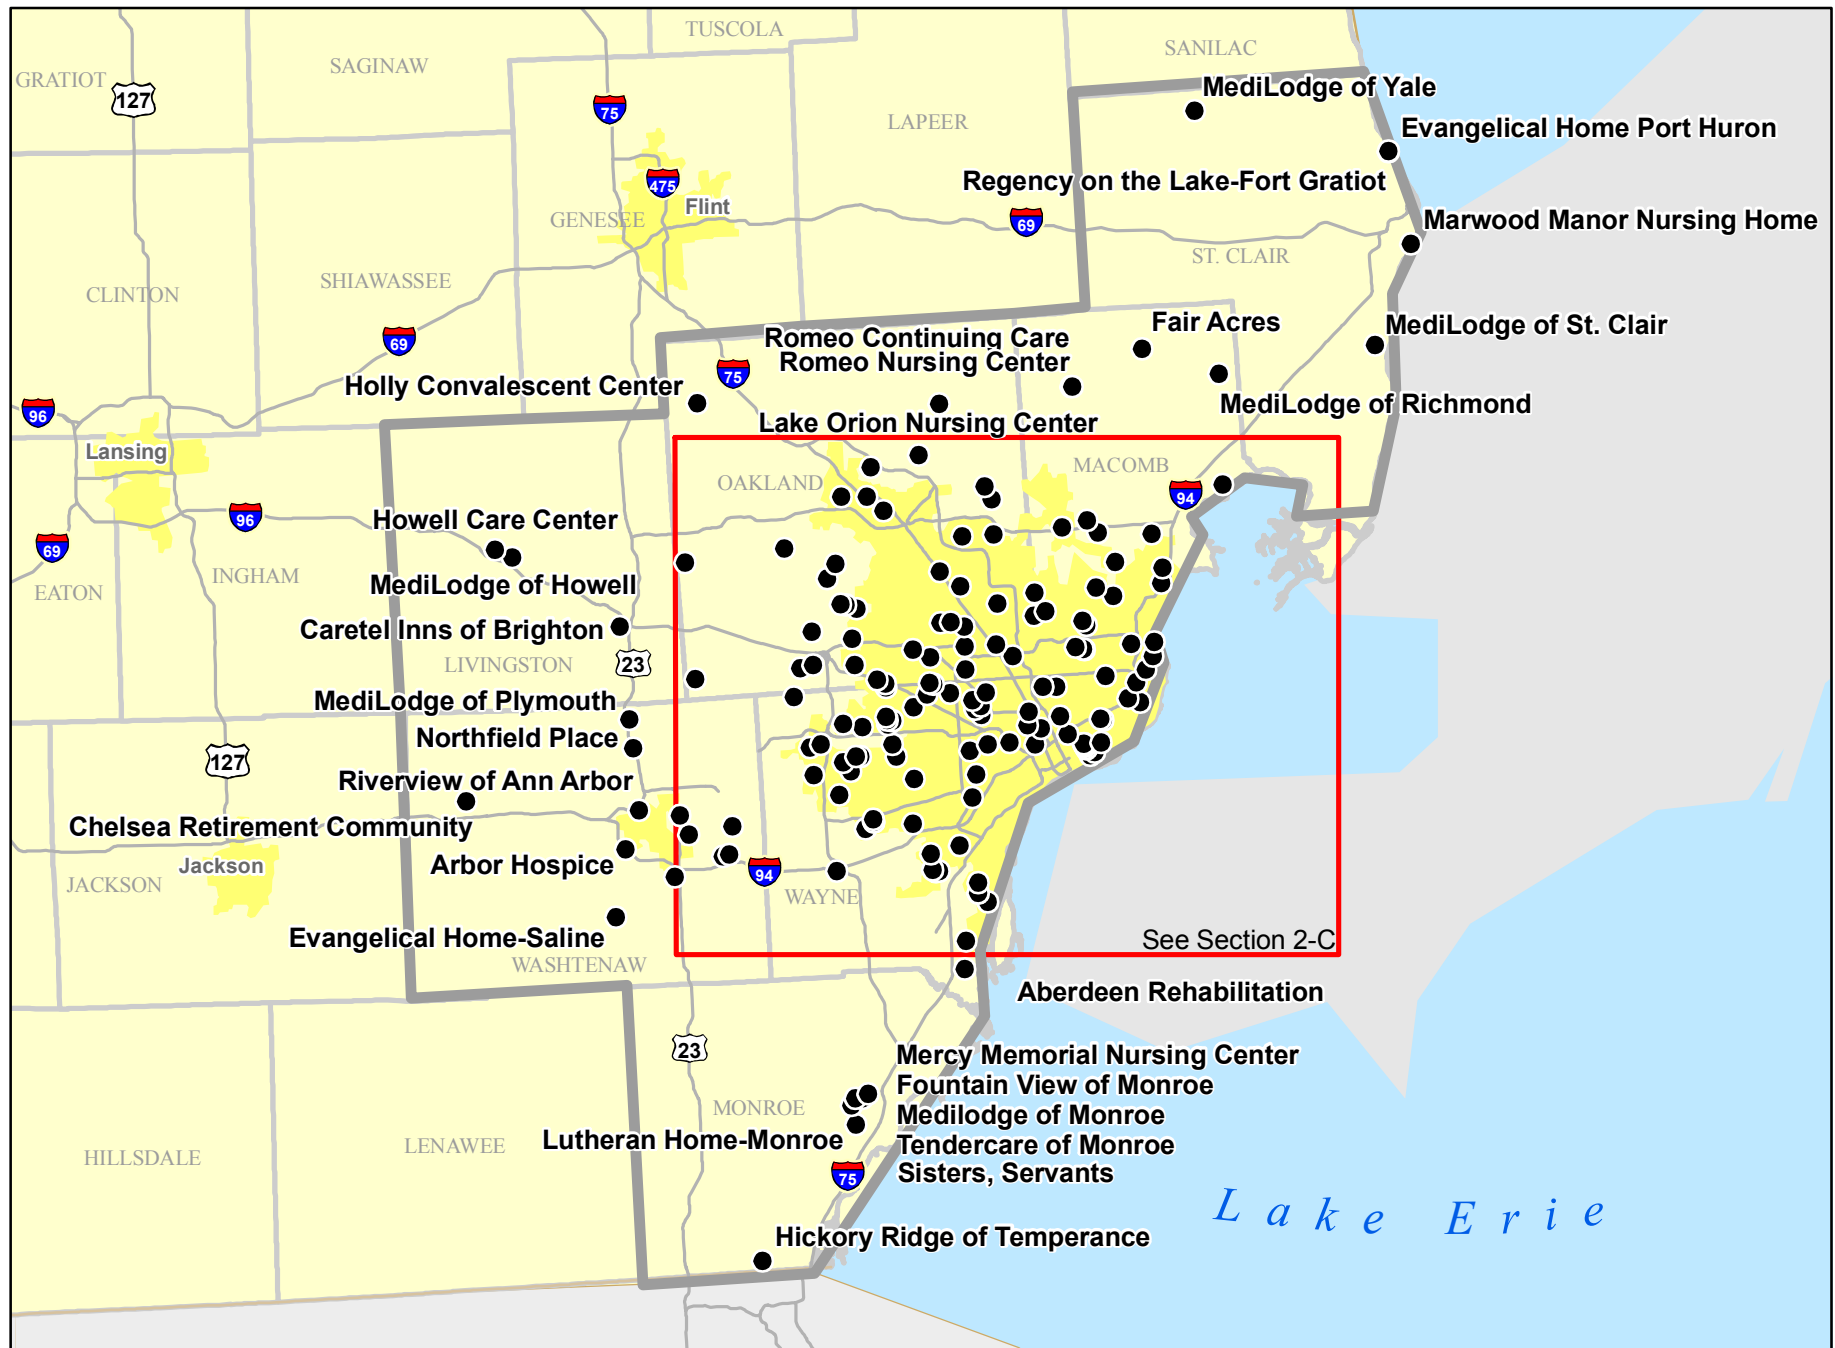 TUSCOLA
SANILAC
GRATIOT
SAGINAW
127
75
MediLodge of Yale
LAPEER
Evangelical Home Port Huron
475
Regency on the Lake-Fort Gratiot
Flint
GENESEE
69
Marwood Manor Nursing Home
ST. CLAIR
SHIAWASSEE
CLINTON
Fair Acres
MediLodge of St. Clair
69
Romeo Continuing Care
Romeo Nursing Center
75
Holly Convalescent Center
96
MediLodge of Richmond
Lake Orion Nursing Center
Lansing
MACOMB
OAKLAND
94
96
Howell Care Center
69
INGHAM
MediLodge of Howell
EATON
Caretel Inns of Brighton
LIVINGSTON
23
MediLodge of Plymouth
Northfield Place
127
Riverview of Ann Arbor
Chelsea Retirement Community
Jackson
Arbor Hospice
94
JACKSON
WAYNE
Evangelical Home-Saline
See Section 2-C
WASHTENAW
Aberdeen Rehabilitation
23
Mercy Memorial Nursing Center
Fountain View of Monroe
MONROE
Medilodge of Monroe
Lutheran Home-Monroe
Tendercare of Monroe
HILLSDALE
LENAWEE
Sisters, Servants
75
Lake Erie
Hickory Ridge of Temperance